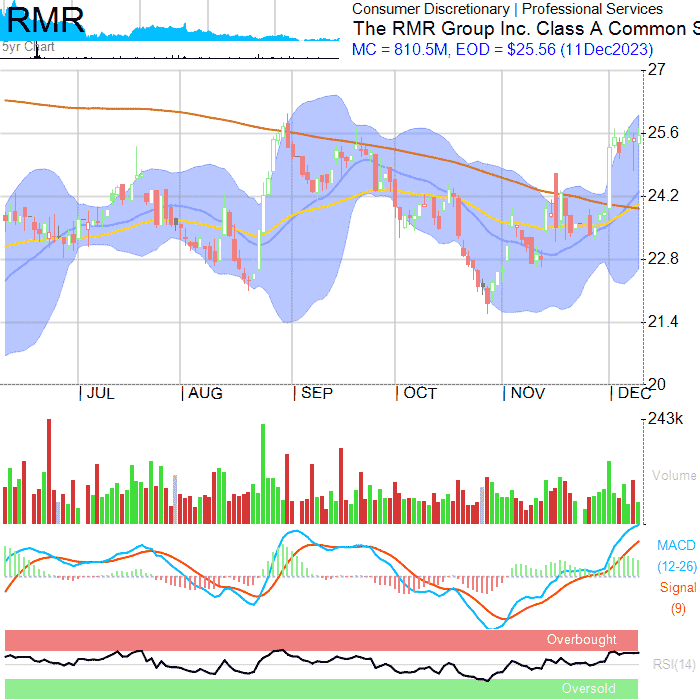 RMR
5yr Chart
Consumer Discretionary | Professional Services
The RMR Group Inc. Class A Common S
MC = 810.5M, EOD = $25.56 (11Dec2023)
27
25.6
24.2
22.8
21.4
20
JUL AUG SEP OCT NOV DEC
243k
Volume
MACD
(12-26)
Signal
(9)
Overbought
RSI(14)
Oversold